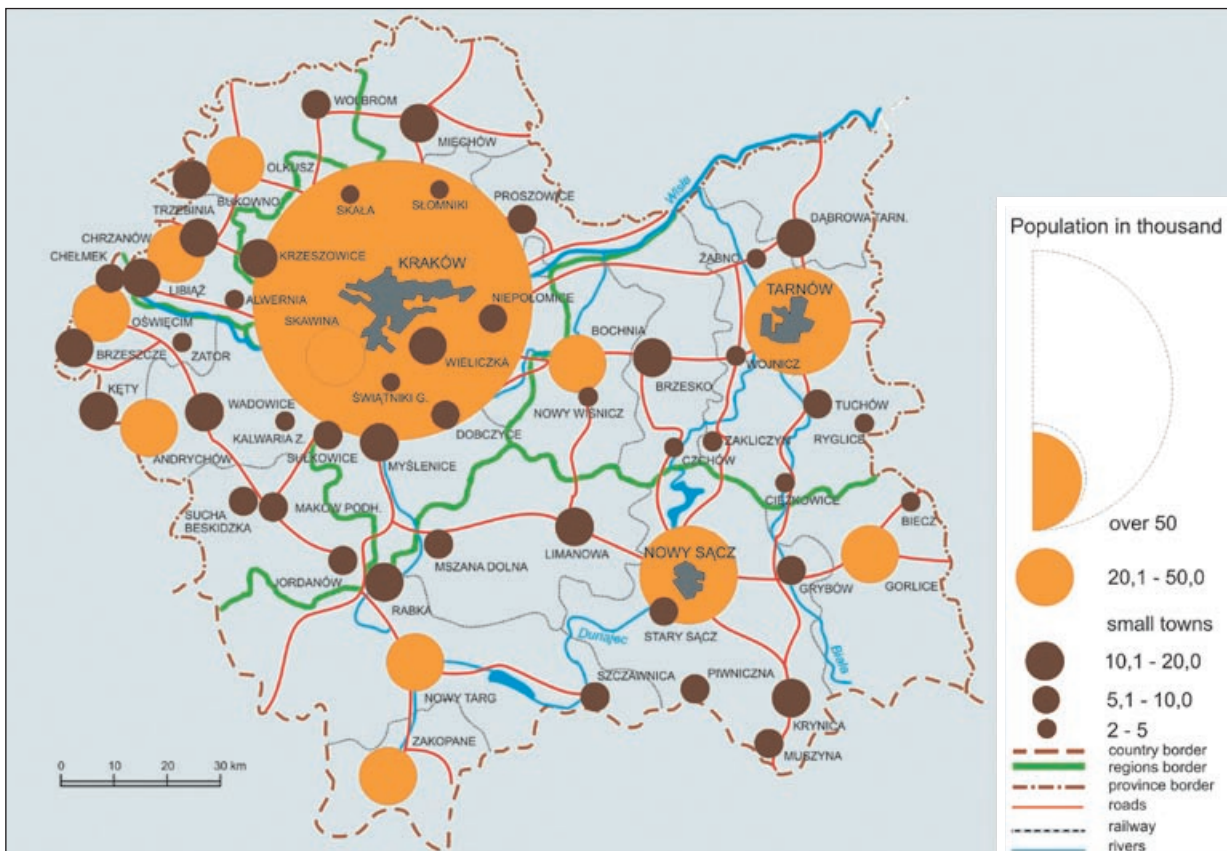 WOLBROM
MIECHÓW
OLKUSZ
BUKOWNO
TRZEBINIA
SKAŁA
SŁOMNIKI
PROSZOWICE
Wisła
DĄBROWA TARN.
CHRZANÓW
CHEŁMEK
KRZESZOWICE
KRAKÓW
ŻABNO
LIBIĄŻ
ALWERNIA
NIEPOŁOMICE
TARNÓW
SKAWINA
OŚWIĘCIM
BOCHNIA
BRZESZCZE
ZATOR
WIELICZKA
WOJNICZ
BRZESKO
KĘTY
WADOWICE
ŚWIĄTNIKI G.
NOWY WIŚNICZ
TUCHÓW
KALWARIA Z.
DOBCZYCE
RYGLICE
ANDRYCHÓW
SUŁKOWICE
MYŚLENICE
ZAKLICZYN
CZCHÓW
CIĘŻKOWICE
SUCHA
BESKIDZKA
MAKÓW PODH.
BIECZ
LIMANOWA
NOWY SĄCZ
MSZANA DOLNA
JORDANÓW
GRYBÓW
GORLICE
RABKA
STARY SĄCZ
Dunajec
Biała
SZCZAWNICA
PIWNICZNA
NOWY TARG
KRYNICA
ZAKOPANE
MUSZYNA
0 10 20 30 km
Population in thousand
over 50
20,1 - 50,0
small towns
10,1 - 20,0
5,1 - 10,0
2 - 5
country border
regions border
province border
roads
railway
rivers